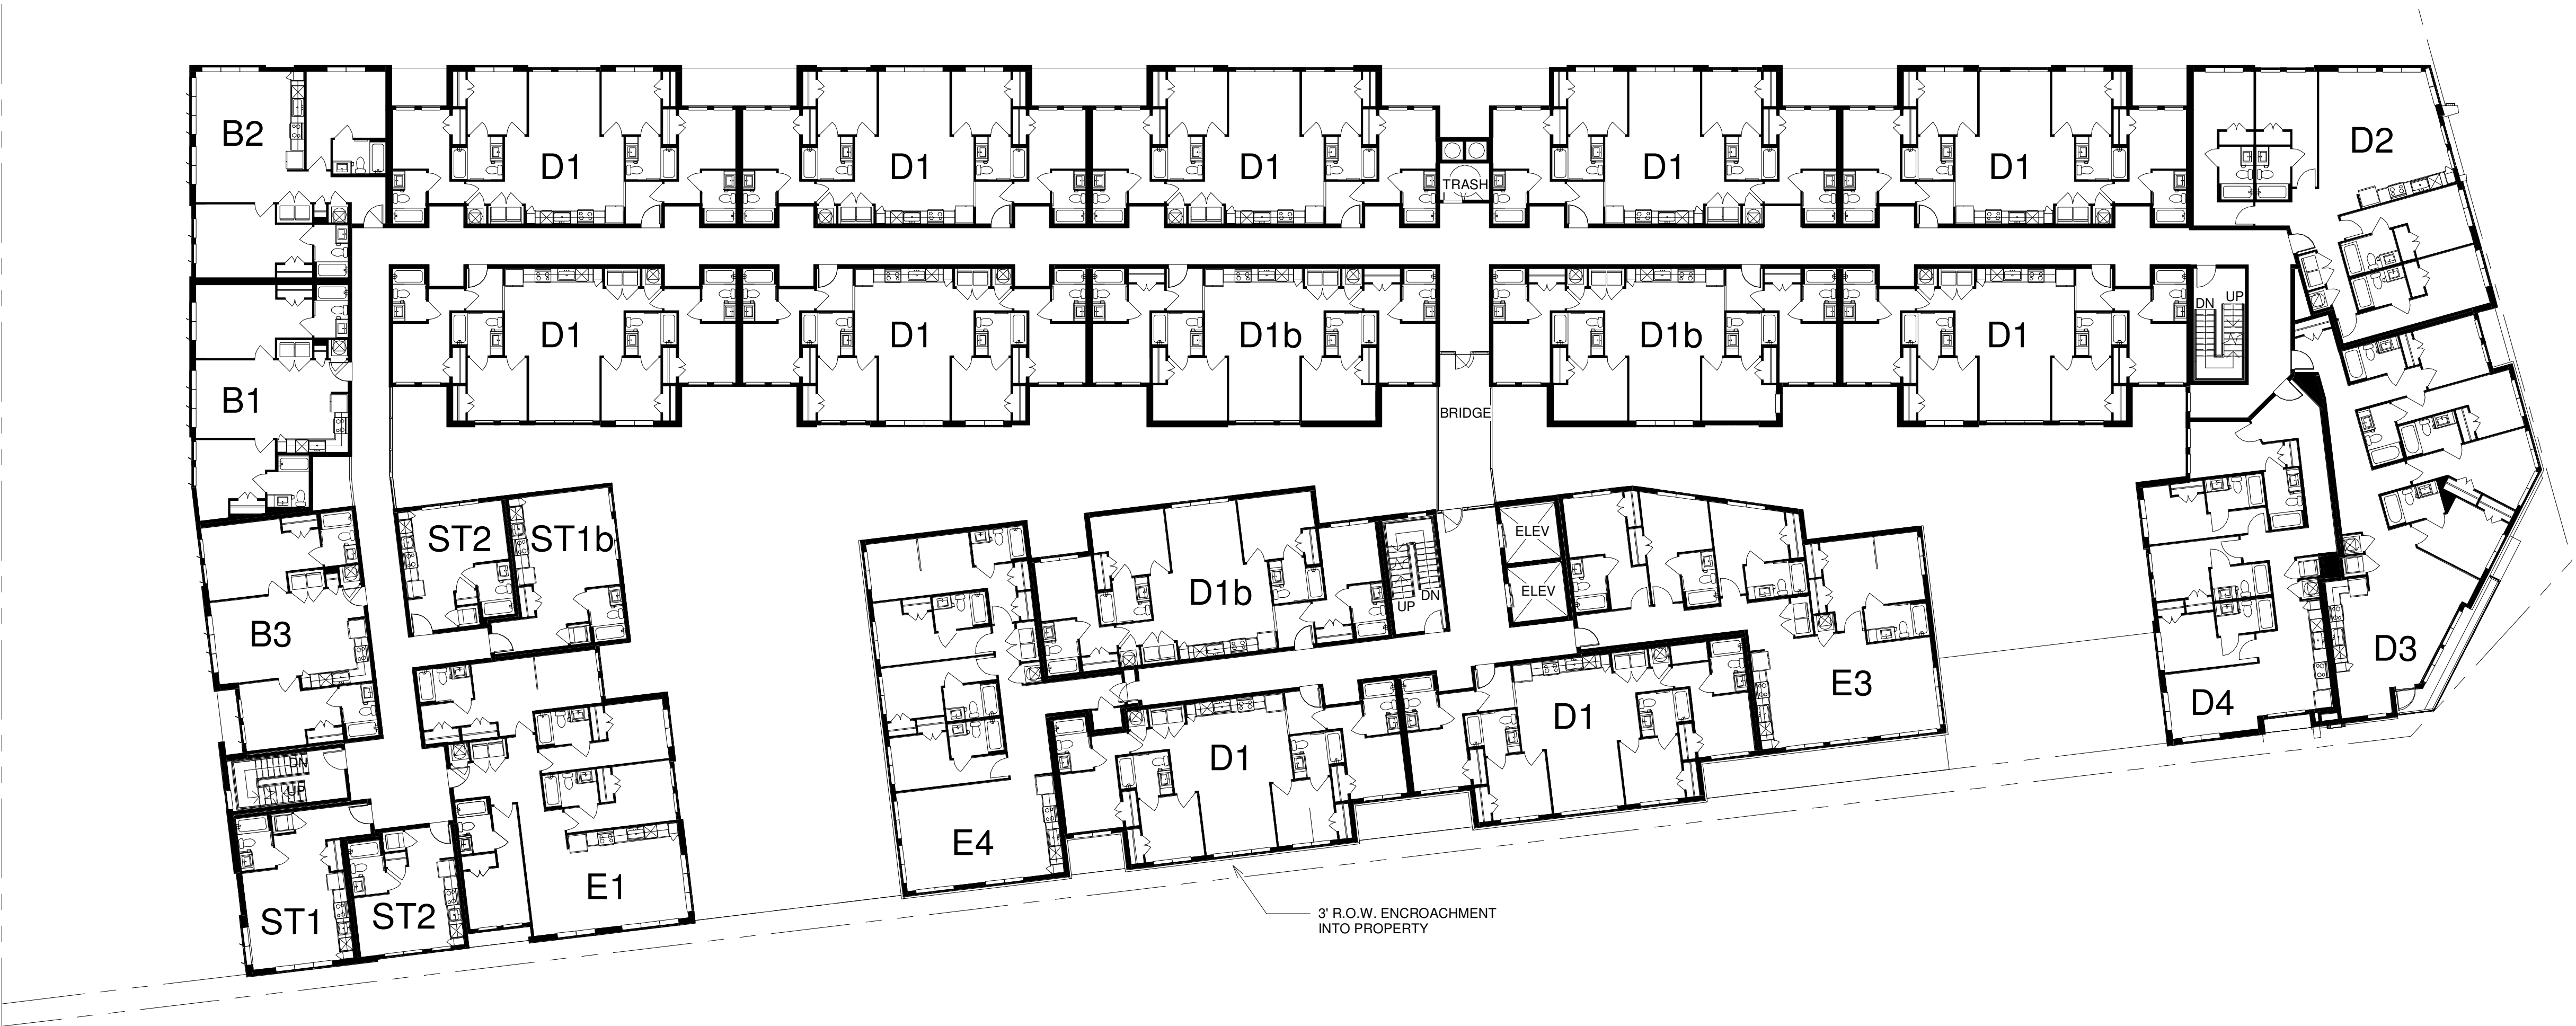 B2
D1
D1
D1
TRASH
D1
D1
D2
D1
D1
D1b
D1b
D1
DN
UP
B1
BRIDGE
ST2
ST1b
ELEV
ELEV
D1b
UP
DN
B3
D3
E3
D4
D1
D1
DN
UP
E4
E1
ST1
ST2
3' R.O.W. ENCROACHMENT
INTO PROPERTY